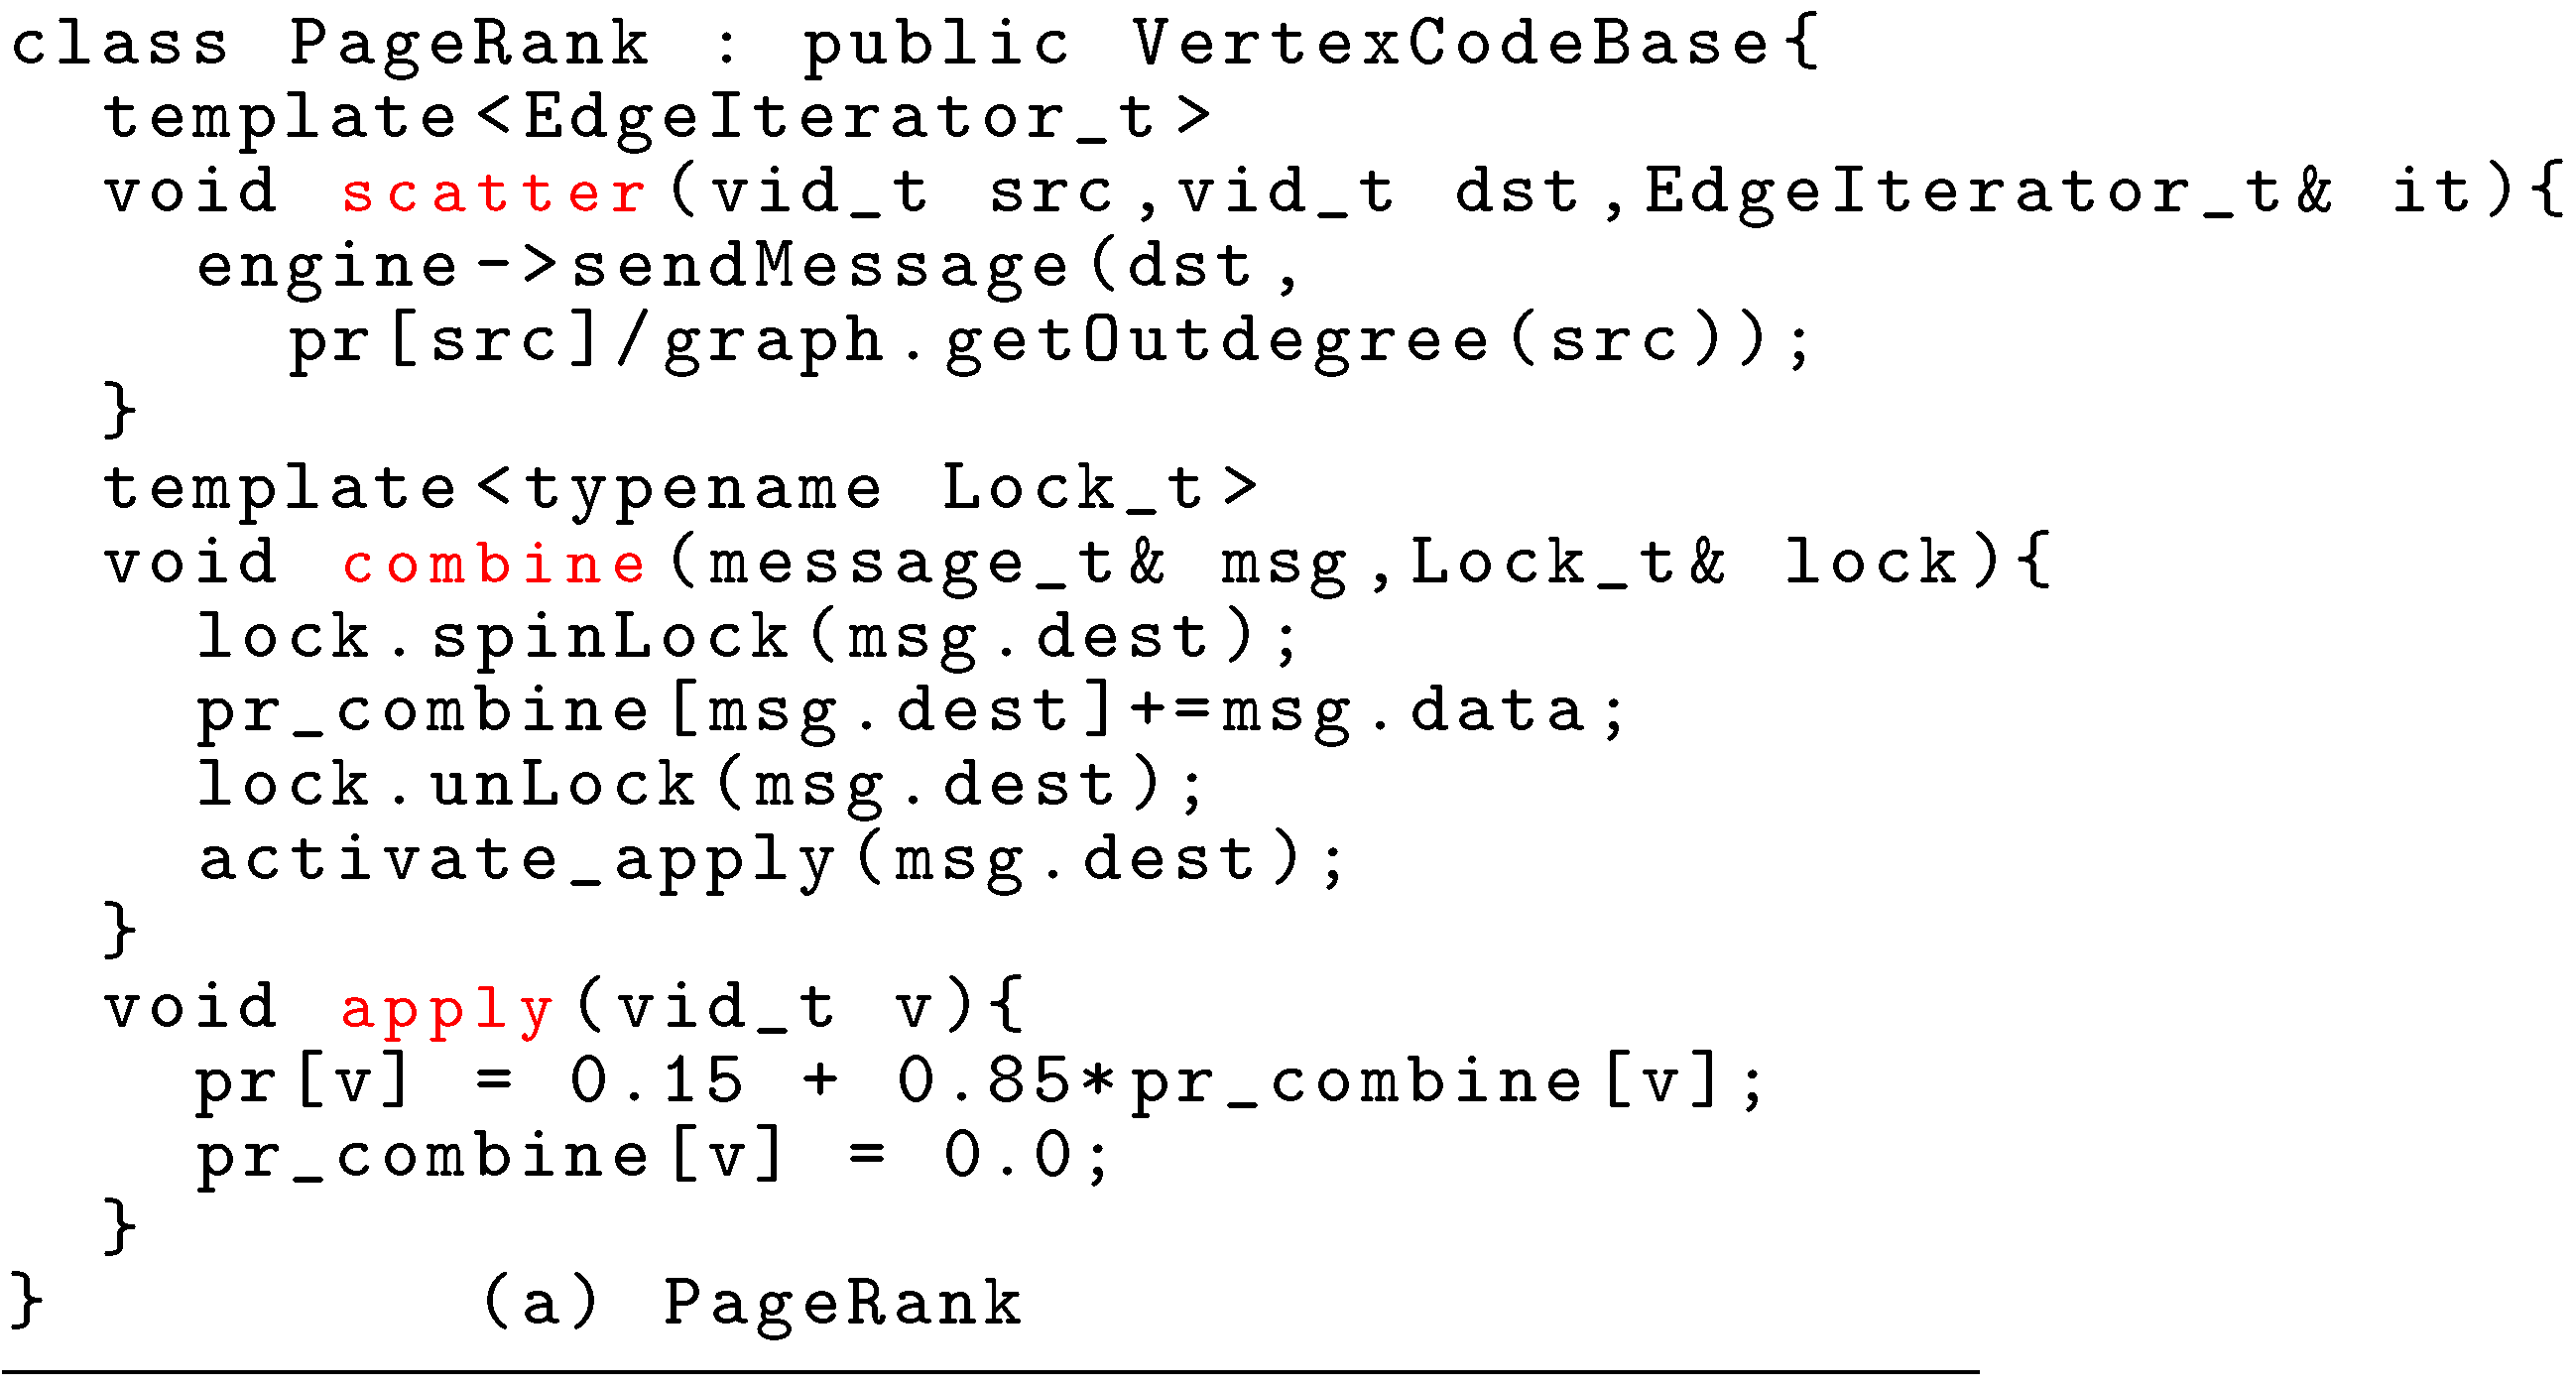 class PageRank : public VertexCodeBase{
template<EdgeIterator_t>
void scatter(vid_t src,vid_t dst,EdgeIterator_t& it){
engine->sendMessage(dst,
pr[src]/graph.getOutdegree(src));
}
template<typename Lock_t>
void combine(message_t& msg,Lock_t& lock){
lock.spinLock(msg.dest);
pr_combine[msg.dest]+=msg.data;
lock.unLock(msg.dest);
activate_apply(msg.dest);
}
void apply(vid_t v){
pr[v] = 0.15 + 0.85*pr_combine[v];
pr_combine[v] = 0.0;
}
} (a) PageRank